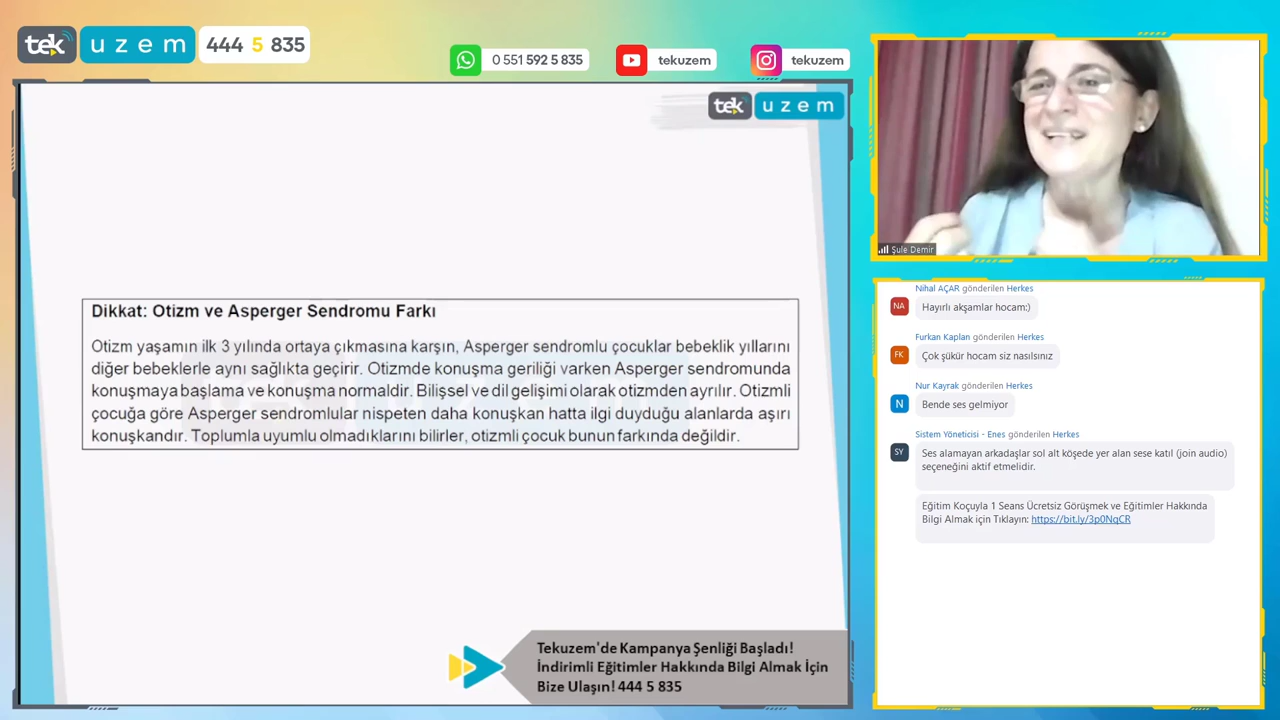 tek uzem 444 5 835
0 551 592 5 835
tekuzem
tekuzem
tek uzem
Dikkat: Otizm ve Asperger Sendromu Farkı
Otizm yaşamın ilk 3 yılında ortaya çıkmasına karşın, Asperger sendromlu çocuklar bebeklik yıllarını
diğer bebeklerle aynı sağlıkta geçirir. Otizmde konuşma geriliği varken Asperger sendromunda
konuşmaya başlama ve konuşma normaldir. Bilişsel ve dil gelişimi olarak otizmden ayrılır. Otizmli
çocuğa göre Asperger sendromlular nispeten daha konuşkan hatta ilgi duyduğu alanlarda aşırı
konuşkandır. Toplumla uyumlu olmadıklarını bilirler, otizmli çocuk bunun farkında değildir.
Tekuzem'de Kampanya Şenliği Başladı!
İndirimli Eğitimler Hakkında Bilgi Almak İçin
Bize Ulaşın! 444 5 835
Şule Demir
Nihal AÇAR gönderilen Herkes
NA
Hayırlı akşamlar hocam:)
Furkan Kaplan gönderilen Herkes
FK
Çok şükür hocam siz nasılsınız
Nur Kayrak gönderilen Herkes
N
Bende ses gelmiyor
Sistem Yöneticisi - Enes gönderilen Herkes
SY
Ses alamayan arkadaşlar sol alt köşede yer alan sese katıl (join audio)
seçeneğini aktif etmelidir.
Eğitim Koçuyla 1 Seans Ücretsiz Görüşmek ve Eğitimler Hakkında
Bilgi Almak için Tıklayın: https://bit.ly/3p0NqCR